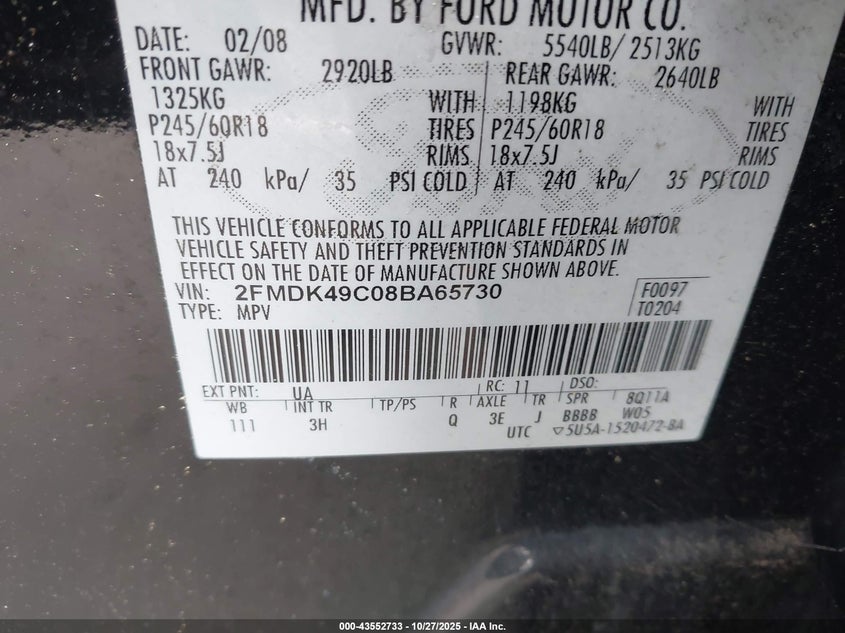 MFD. BY FORD MOTOR CO.
DATE: 02/08 GVWR: 5540LB/ 2513KG
FRONT GAWR: 2920LB REAR GAWR: 2640LB
1325KG WITH 1198KG WITH
P245/60R18 TIRES P245/60R18 TIRES
18x7.5J RIMS 18x7.5J RIMS
AT 240 kPa/ 35 PSI COLD AT 240 kPa/ 35 PSI COLD
THIS VEHICLE CONFORMS TO ALL APPLICABLE FEDERAL MOTOR
VEHICLE SAFETY AND THEFT PREVENTION STANDARDS IN
EFFECT ON THE DATE OF MANUFACTURE SHOWN ABOVE.
VIN: 2FMDK49C08BA65730 F0097
TYPE: MPV T0204
EXT PNT: UA RC: 11 DSO:
WB INT TR TP/PS R AXLE TR SPR 8Q11A
111 3H Q 3E J BBBB W05
UTC ▽5U5A-1520472-BA
000-43552733 - 10/27/2025 - IAA Inc.